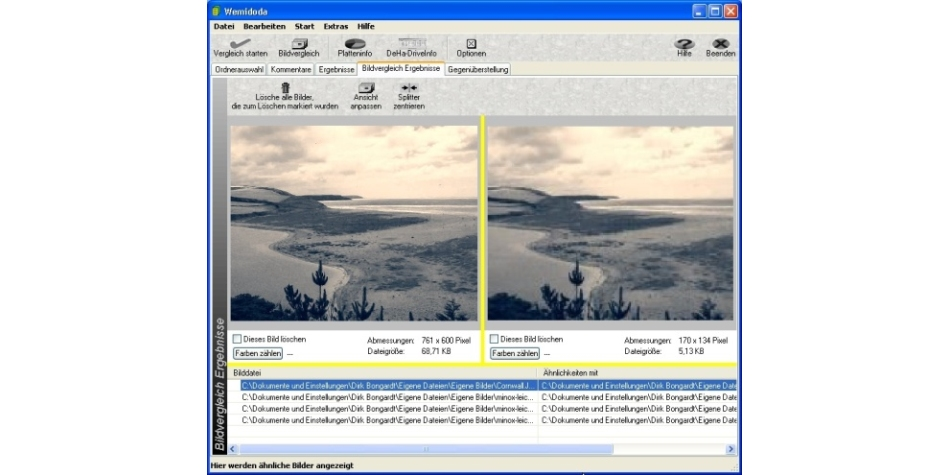 Wemidoda
Datei Bearbeiten Start Extras Hilfe
Vergleich starten Bildvergleich Platteninfo DeHa-DriveInfo Optionen Hilfe Beenden
Ordnerauswahl Kommentare Ergebnisse Bildvergleich Ergebnisse Gegenüberstellung
Lösche alle Bilder, Ansicht Splitter
die zum Löschen markiert wurden anpassen zentrieren
Dieses Bild löschen Abmessungen: 761 x 600 Pixel
Farben zählen --- Dateigröße: 68,71 KB
Dieses Bild löschen Abmessungen: 170 x 134 Pixel
Farben zählen --- Dateigröße: 5,13 KB
Bildvergleich Ergebnisse
Bilddatei Ähnlichkeiten mit
C:\Dokumente und Einstellungen\Dirk Bongardt\Eigene Dateien\Eigene Bilder\Cornwall.J... C:\Dokumente und Einstellungen\Dirk Bongardt\Eigene Date
C:\Dokumente und Einstellungen\Dirk Bongardt\Eigene Dateien\Eigene Bilder\minox-leic... C:\Dokumente und Einstellungen\Dirk Bongardt\Eigene Date
C:\Dokumente und Einstellungen\Dirk Bongardt\Eigene Dateien\Eigene Bilder\minox-leic... C:\Dokumente und Einstellungen\Dirk Bongardt\Eigene Date
C:\Dokumente und Einstellungen\Dirk Bongardt\Eigene Dateien\Eigene Bilder\minox-leic... C:\Dokumente und Einstellungen\Dirk Bongardt\Eigene Date
Hier werden ähnliche Bilder angezeigt